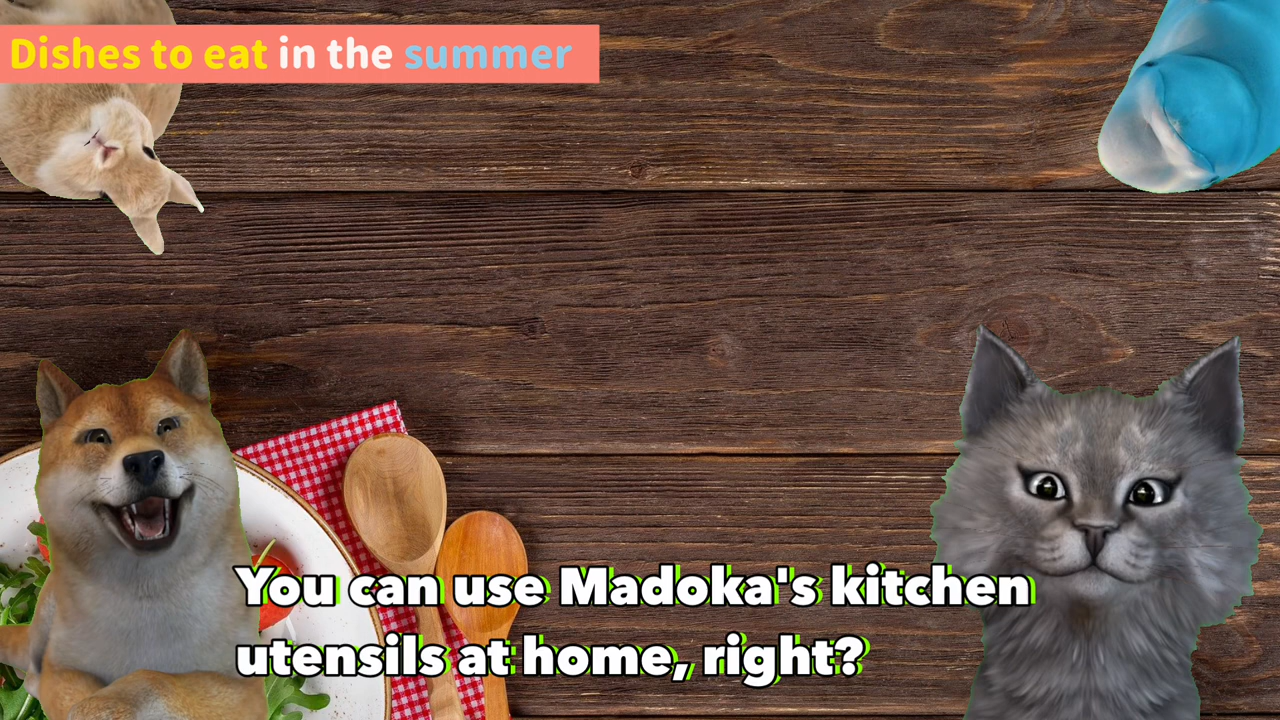 Dishes to eat in the summer
You can use Madoka's kitchen
utensils at home, right?